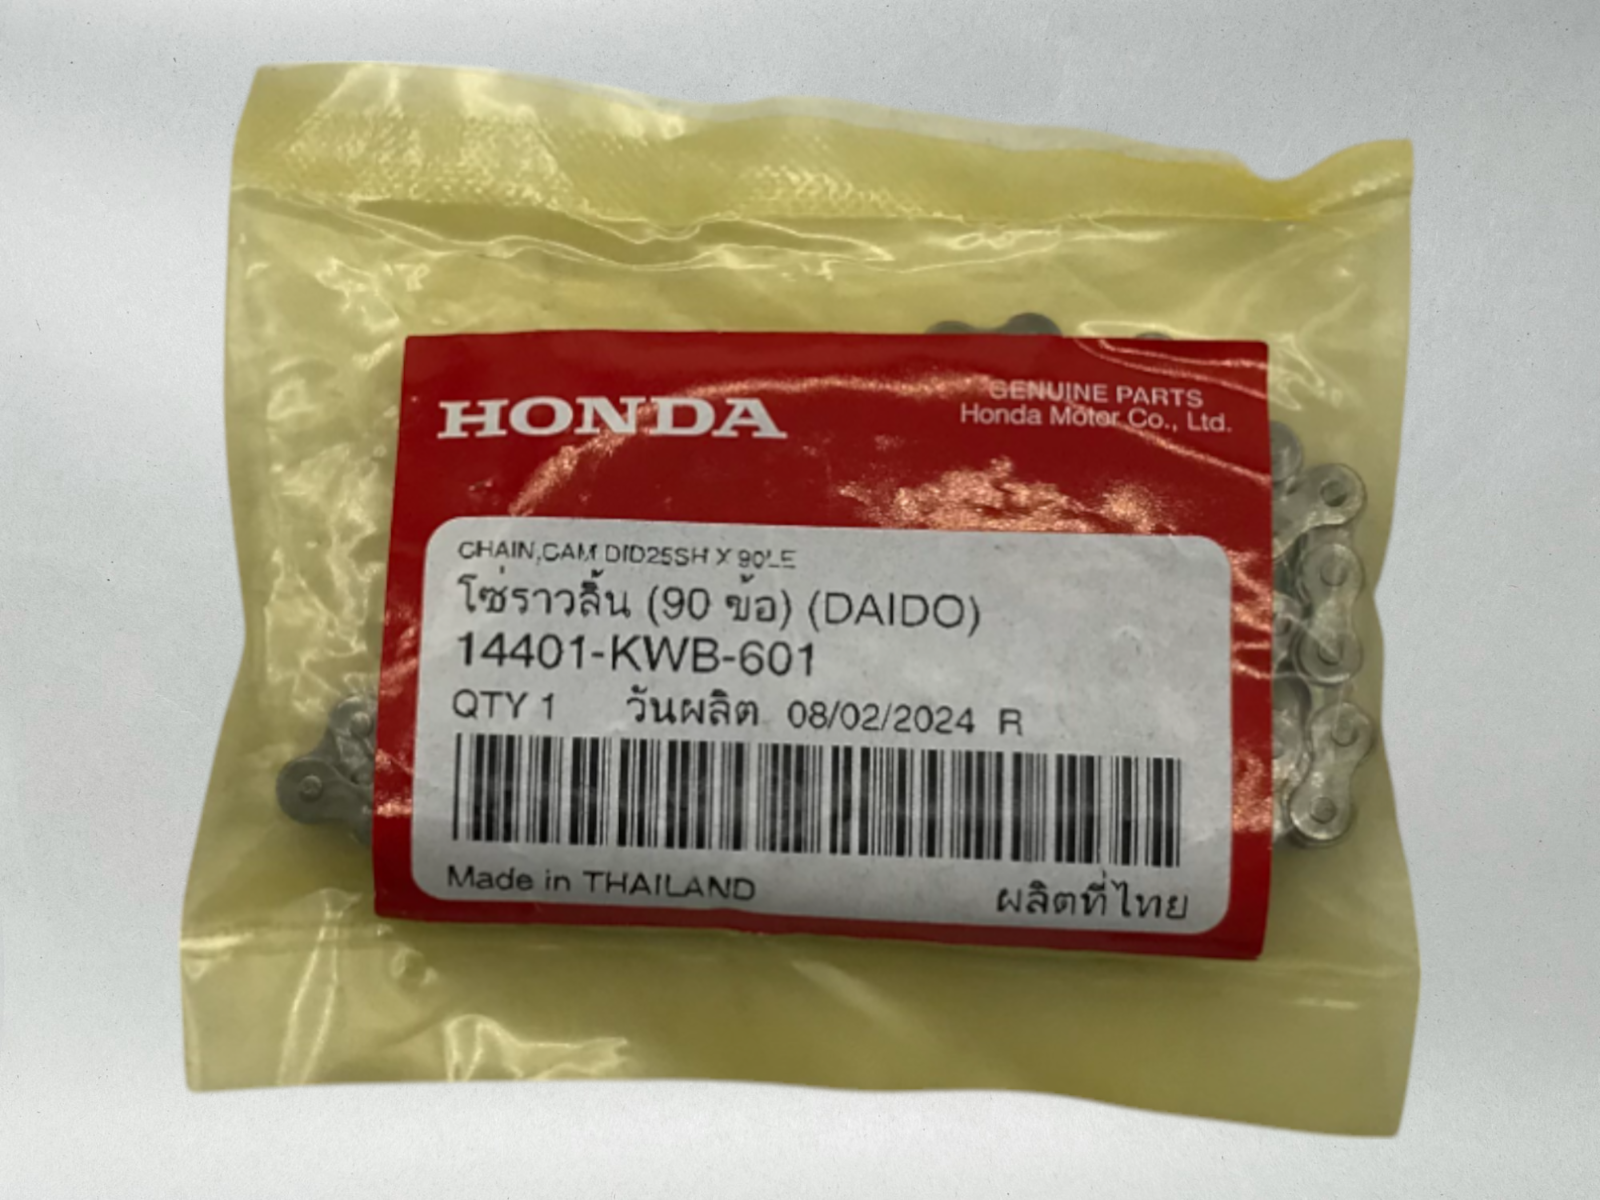 HONDA
GENUINE PARTS
Honda Motor Co., Ltd.
CHAIN,CAM DID25SH X 90LE
โซ่ราวลิ้น (90 ข้อ) (DAIDO)
14401-KWB-601
QTY 1 วันผลิต 08/02/2024 R
Made in THAILAND ผลิตที่ไทย